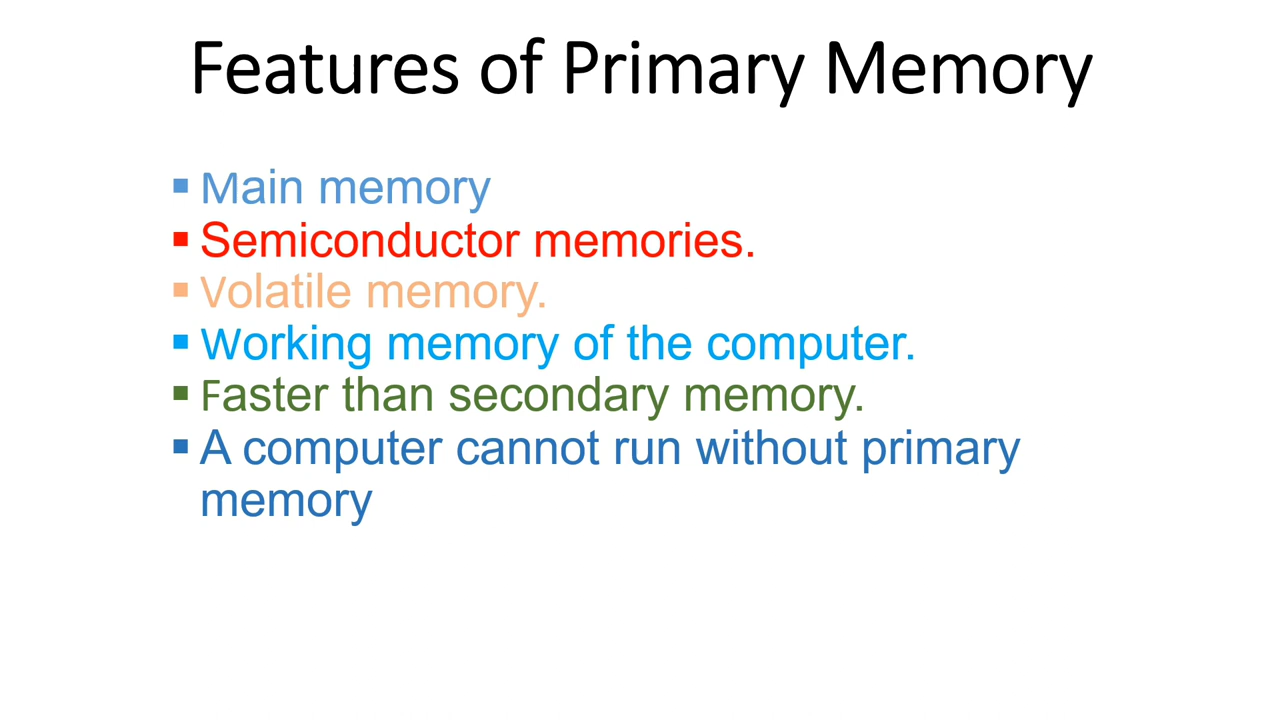 Features of Primary Memory
▪ Main memory
▪ Semiconductor memories.
▪ Volatile memory.
▪ Working memory of the computer.
▪ Faster than secondary memory.
▪ A computer cannot run without primary
memory